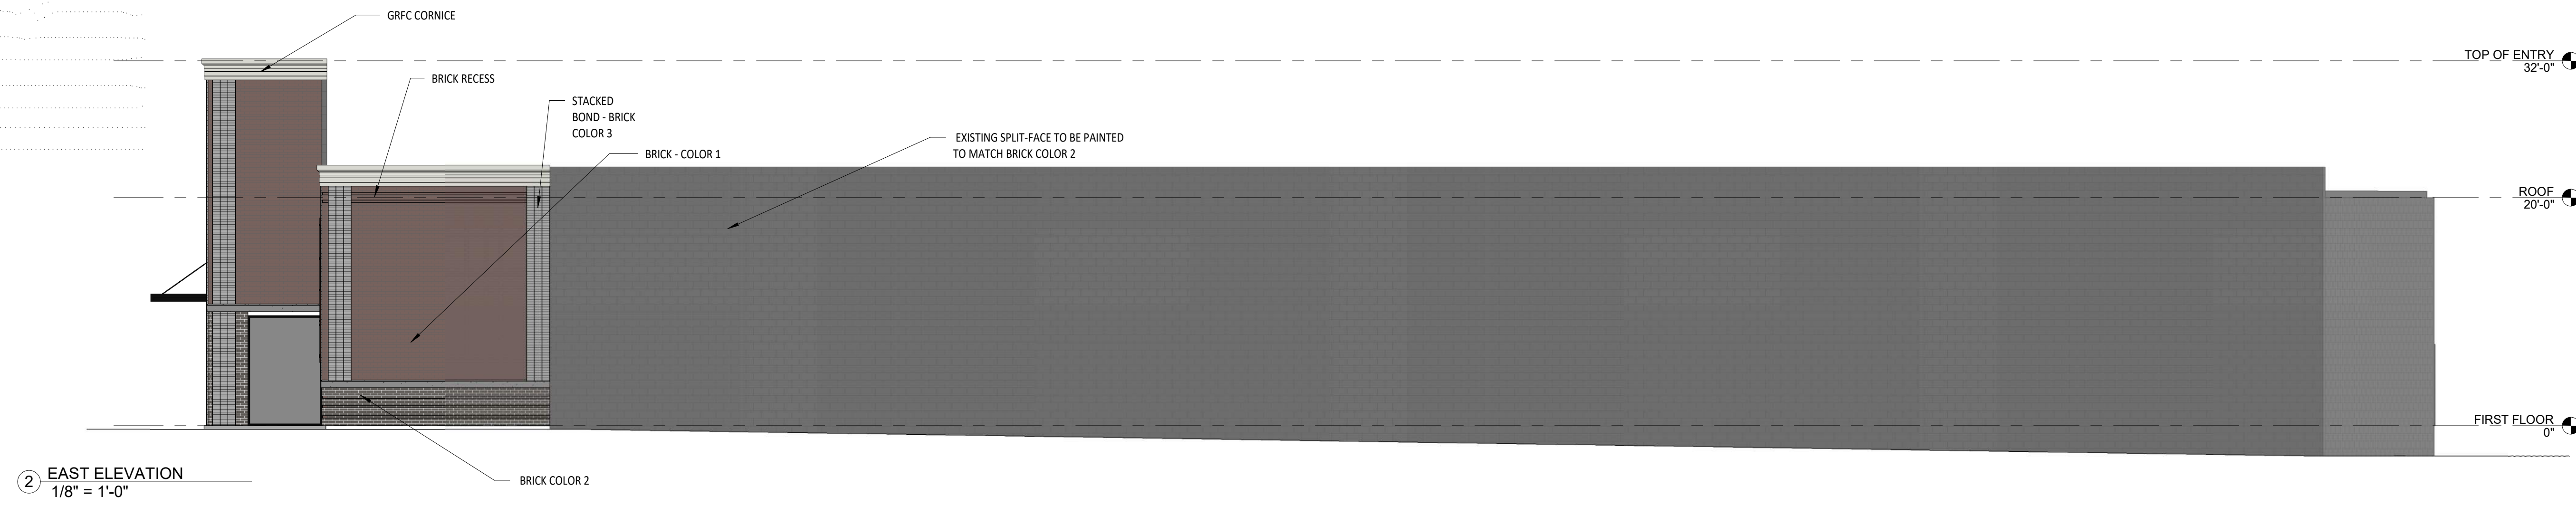 GRFC CORNICE
TOP OF ENTRY
32'-0"
BRICK RECESS
STACKED
BOND - BRICK
COLOR 3
EXISTING SPLIT-FACE TO BE PAINTED
TO MATCH BRICK COLOR 2
BRICK - COLOR 1
ROOF
20'-0"
FIRST FLOOR
0"
2
EAST ELEVATION
1/8" = 1'-0"
BRICK COLOR 2